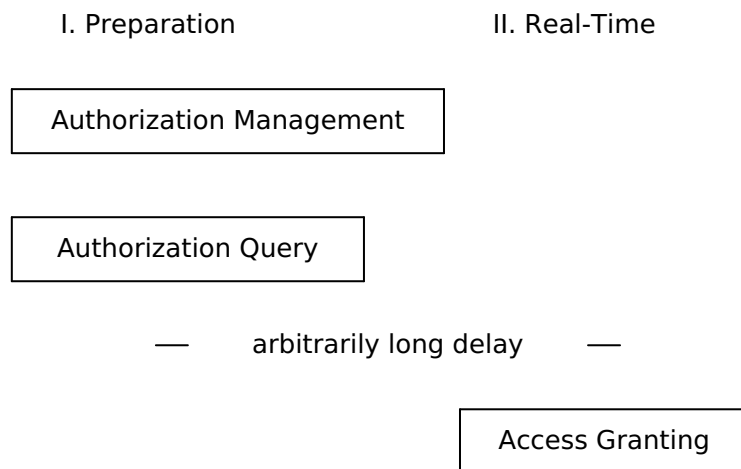 I. Preparation II. Real-Time
Authorization Management
Authorization Query
— arbitrarily long delay —
Access Granting